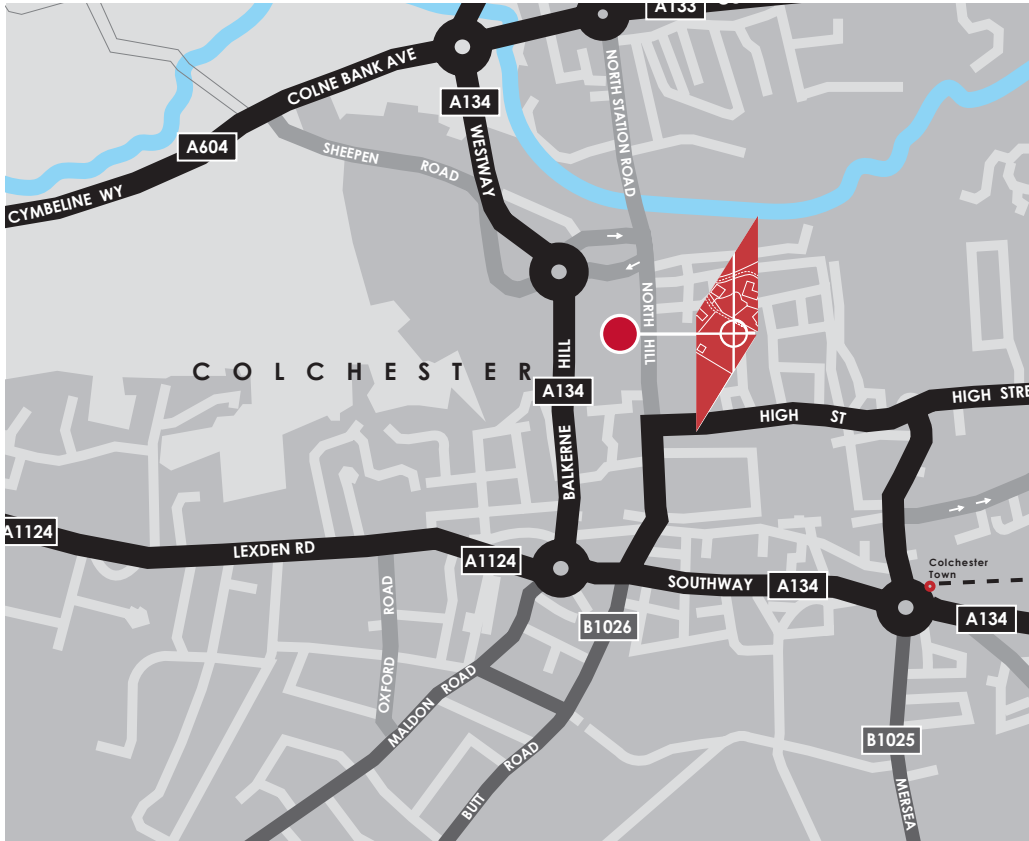 A133
COLNE BANK AVE
A134
A604
CYMBELINE WY
WESTWAY
SHEEPEN ROAD
NORTH STATION ROAD
NORTH HILL
COLCHESTER
A134
BALKERNE HILL
HIGH ST
HIGH STRE
A1124
LEXDEN RD
A1124
SOUTHWAY
A134
Colchester
Town
A134
B1026
OXFORD ROAD
MALDON ROAD
BUTT ROAD
B1025
MERSEA